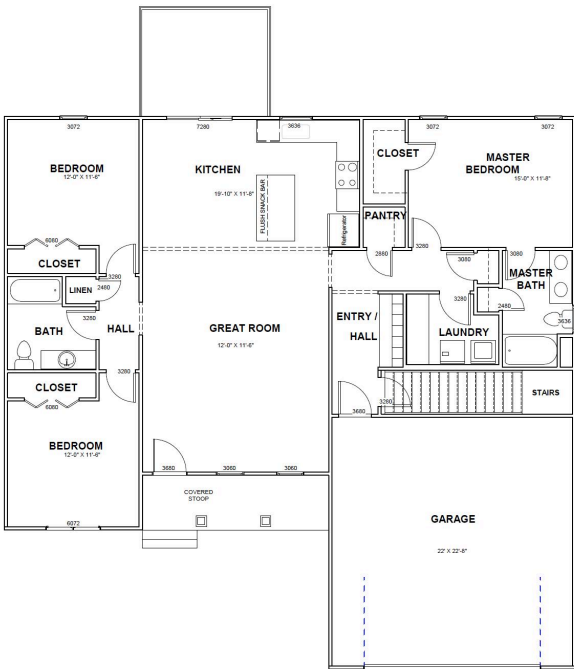 3072
7280
3636
3072
3072
BEDROOM
12'-0" X 11'-6"
KITCHEN
19'-10" X 11'-8"
FLUSH SNACK BAR
Refrigerator
CLOSET
MASTER
BEDROOM
15'-0" X 11'-8"
PANTRY
6080
CLOSET
3280
2880
3280
3080
3080
MASTER
BATH
LINEN
2480
3280
BATH
HALL
GREAT ROOM
12'-0" X 11'-6"
ENTRY /
HALL
3280
LAUNDRY
2480
3636
3280
CLOSET
6080
STAIRS
3280
3680
BEDROOM
12'-0" X 11'-6"
3680
3060
3060
COVERED
STOOP
6072
GARAGE
22' X 22'-8"